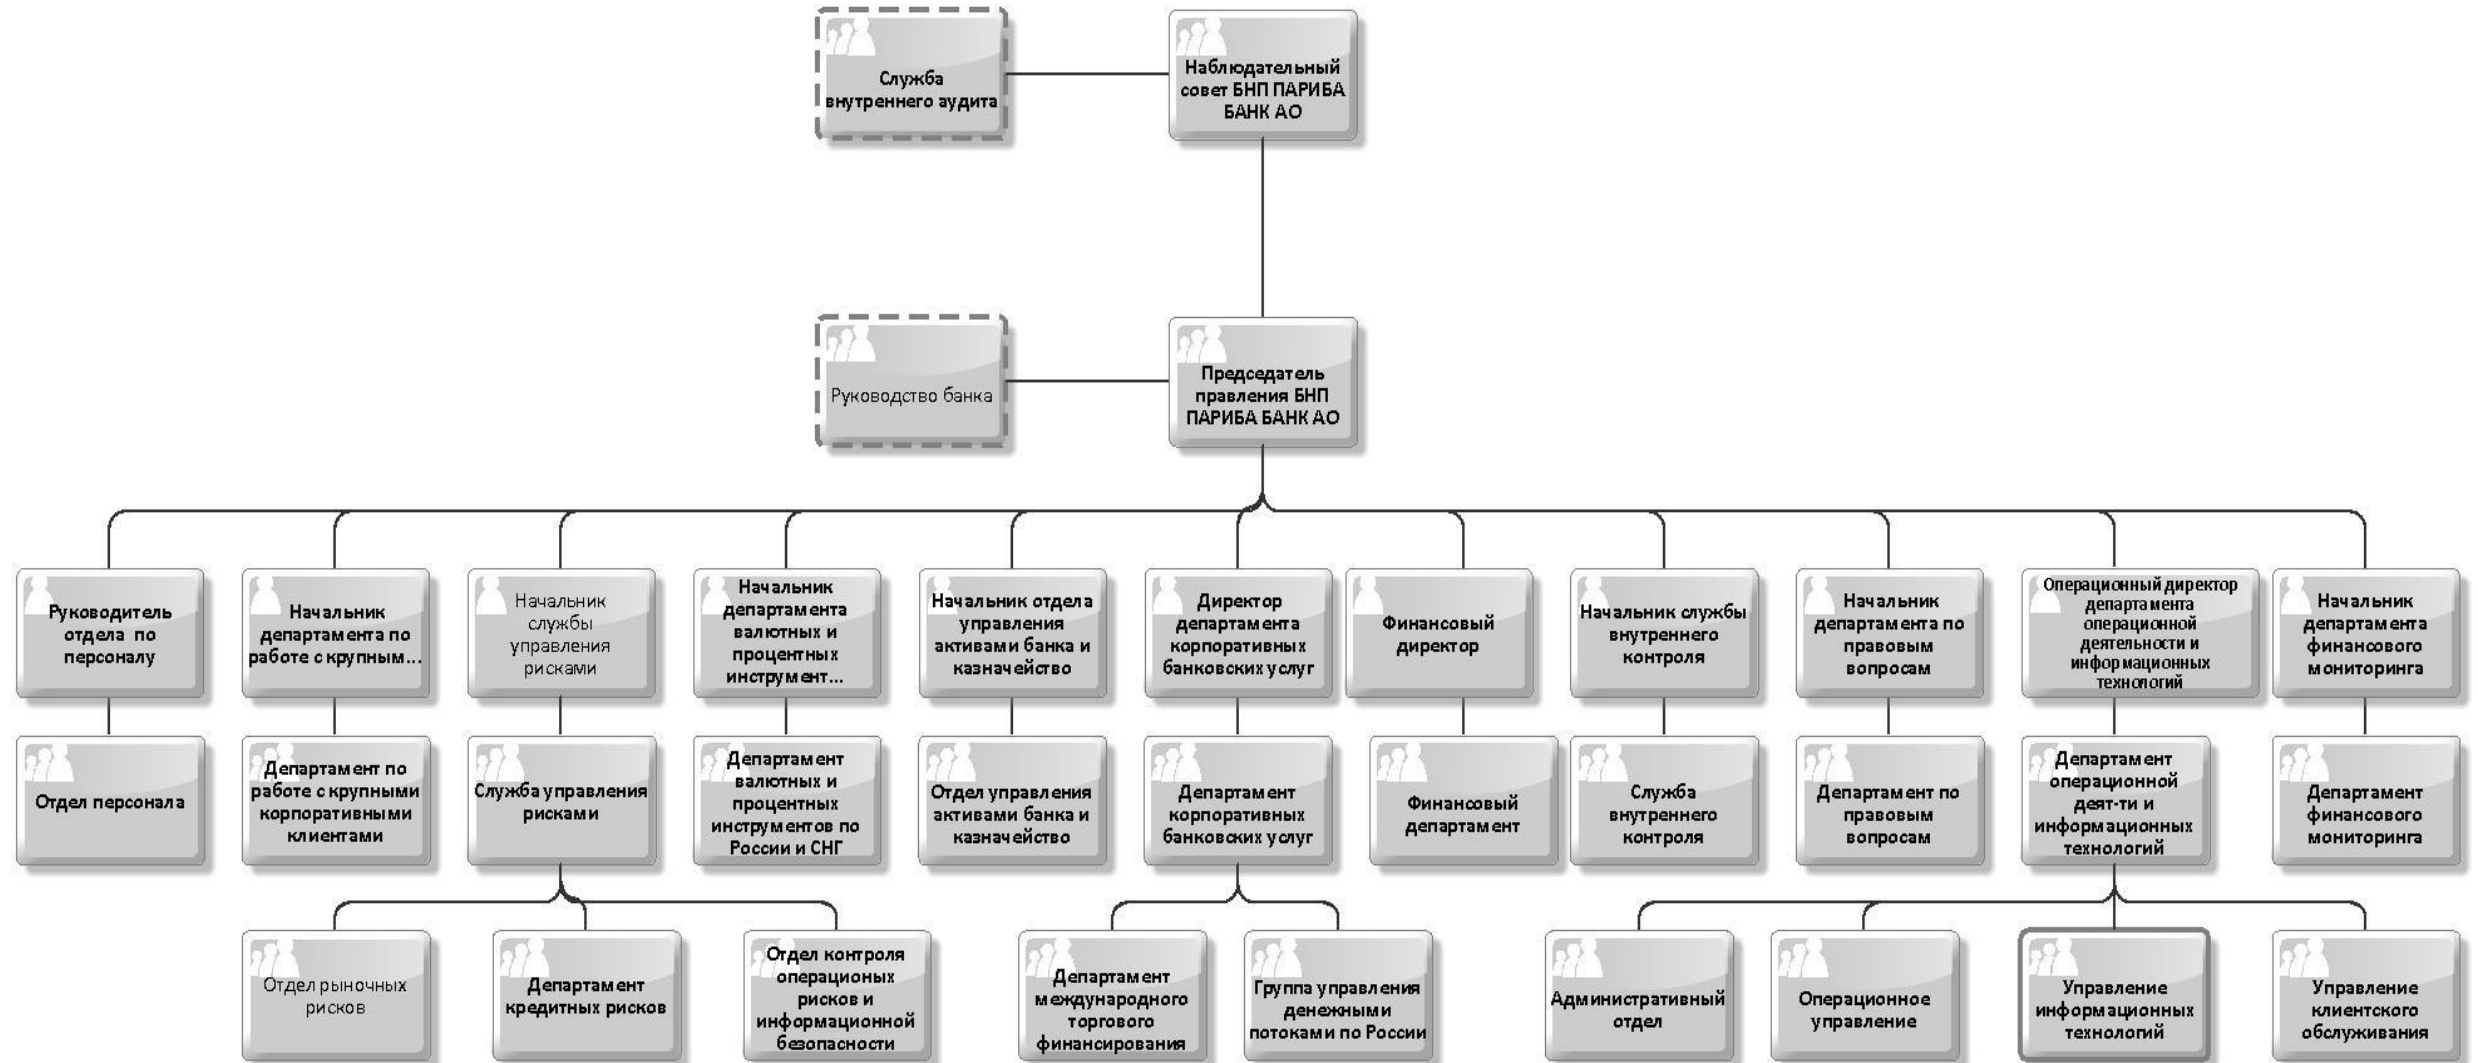 Служба
внутреннего аудита
Наблюдательный
совет БНП ПАРИБА
БАНК АО
Руководство банка
Председатель
правления БНП
ПАРИБА БАНК АО
Руководитель
отдела по
персоналу
Начальник
департамента по
работе с крупным...
Начальник
службы
управления
рисками
Начальник
департамента
валютных и
процентных
инструмент...
Начальник отдела
управления
активами банка и
казначейство
Директор
департамента
корпоративных
банковских услуг
Финансовый
директор
Начальник службы
внутреннего
контроля
Начальник
департамента по
правовым
вопросам
Операционный директор
департамента
операционной
деятельности и
информационных
технологий
Начальник
департамента
финансового
мониторинга
Отдел персонала
Департамент по
работе с крупными
корпоративными
клиентами
Служба управления
рисками
Департамент
валютных и
процентных
инструментов по
России и СНГ
Отдел управления
активами банка и
казначейство
Департамент
корпоративных
банковских услуг
Финансовый
департамент
Служба
внутреннего
контроля
Департамент по
правовым
вопросам
Департамент
операционной
деят-ти и
информационных
технологий
Департамент
финансового
мониторинга
Отдел рыночных
рисков
Департамент
кредитных рисков
Отдел контроля
операционых
рисков и
информационной
безопасности
Департамент
международного
торгового
финансирования
Группа управления
денежными
потоками по России
Административный
отдел
Операционное
управление
Управление
информационных
технологий
Управление
клиентского
обслуживания